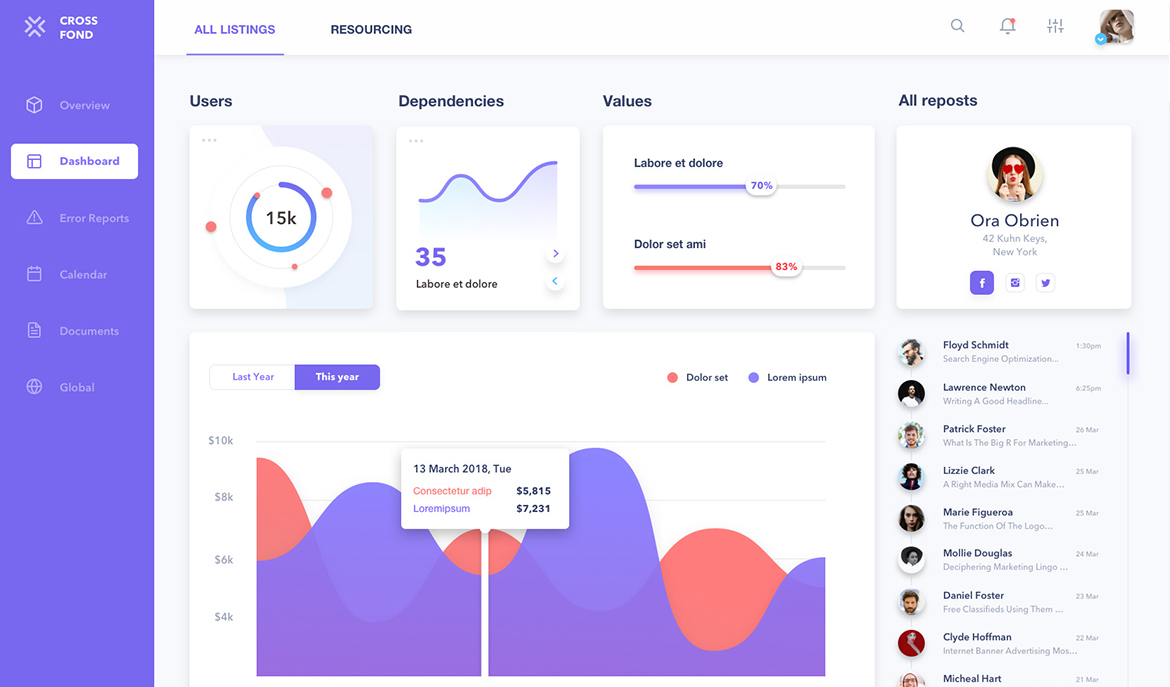 CROSS
FOND
ALL LISTINGS
RESOURCING
Overview
Dashboard
Error Reports
Calendar
Documents
Global
Users
15k
Dependencies
35
Labore et dolore
Values
Labore et dolore
70%
Dolor set ami
83%
All reposts
Ora Obrien
42 Kuhn Keys,
New York
Last Year
This year
Dolor set
Lorem ipsum
$10k
$8k
$6k
$4k
13 March 2018, Tue
Consectetur adip $5,815
Loremipsum $7,231
Floyd Schmidt 1:30pm
Search Engine Optimization...
Lawrence Newton 6:25pm
Writing A Good Headline...
Patrick Foster 26 Mar
What Is The Big R For Marketing...
Lizzie Clark 25 Mar
A Right Media Mix Can Make...
Marie Figueroa 25 Mar
The Function Of The Logo...
Mollie Douglas 24 Mar
Deciphering Marketing Lingo ...
Daniel Foster 23 Mar
Free Classifieds Using Them ...
Clyde Hoffman 22 Mar
Internet Banner Advertising Mos...
Micheal Hart 21 Mar